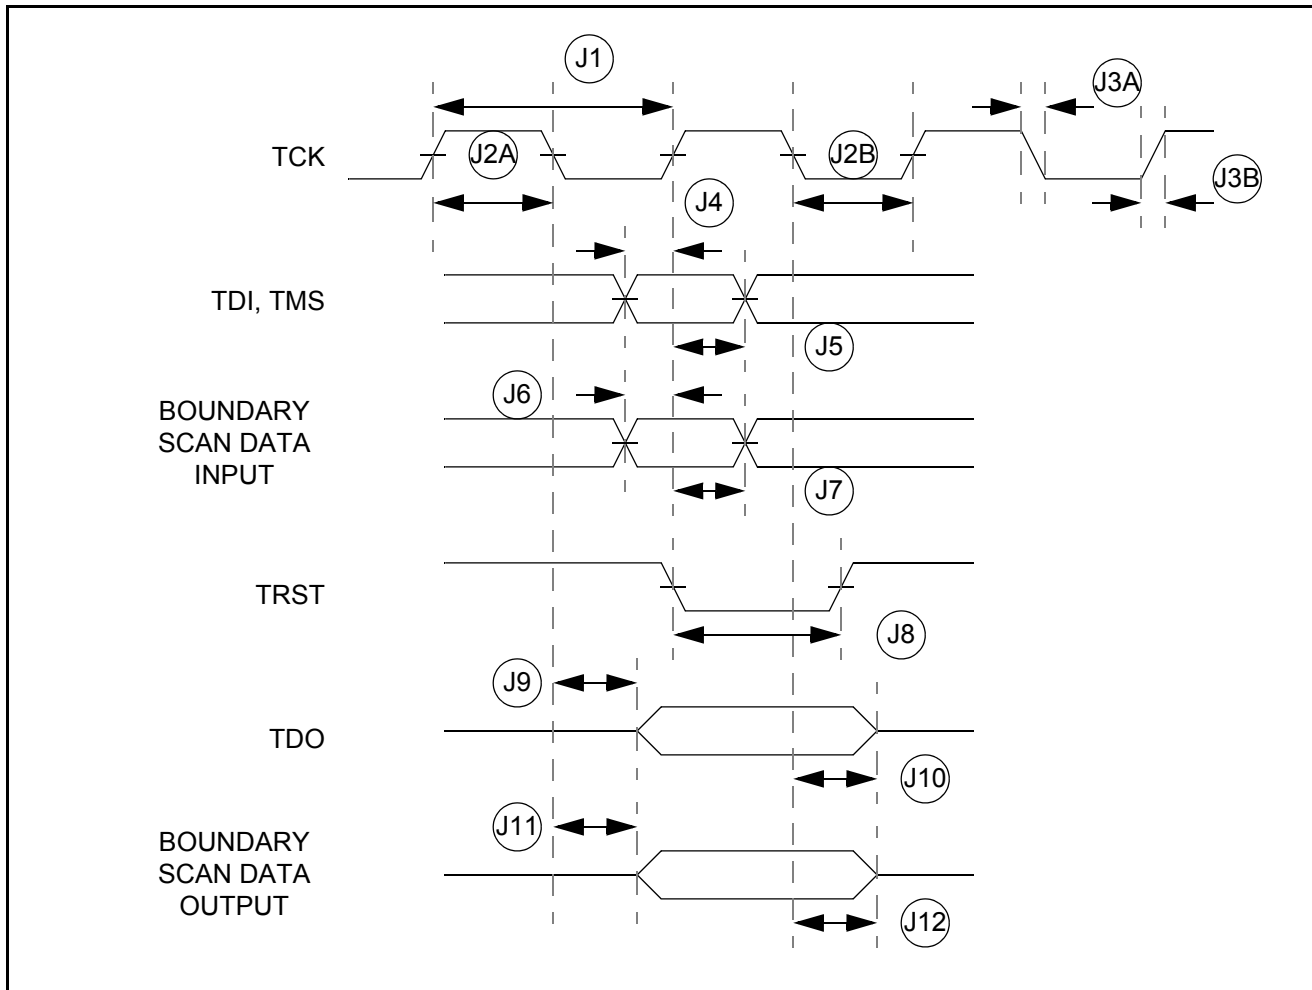 J1
J3A
TCK
J2A
J2B
J3B
J4
TDI, TMS
J5
J6
BOUNDARY
SCAN DATA
INPUT
J7
TRST
J8
J9
TDO
J10
J11
BOUNDARY
SCAN DATA
OUTPUT
J12